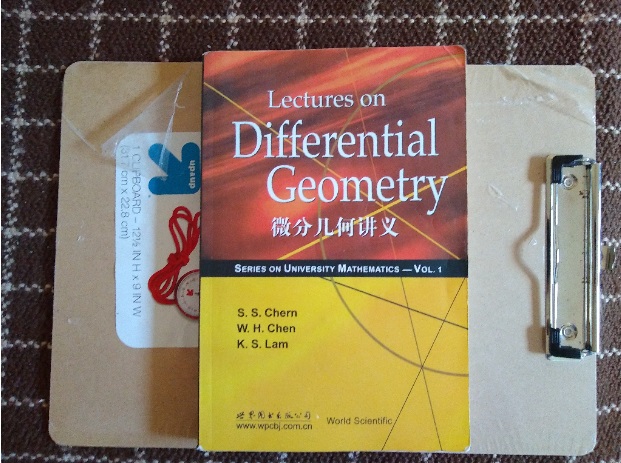 Lectures on
Differential
Geometry
微分几何讲义
SERIES ON UNIVERSITY MATHEMATICS — VOL. 1
S. S. Chern
W. H. Chen
K. S. Lam
世界图书出版公司
www.wpcbj.com.cn
World Scientific
1 CLIPBOARD – 12½ IN H x 9 IN W
cm x 22,8 cm)